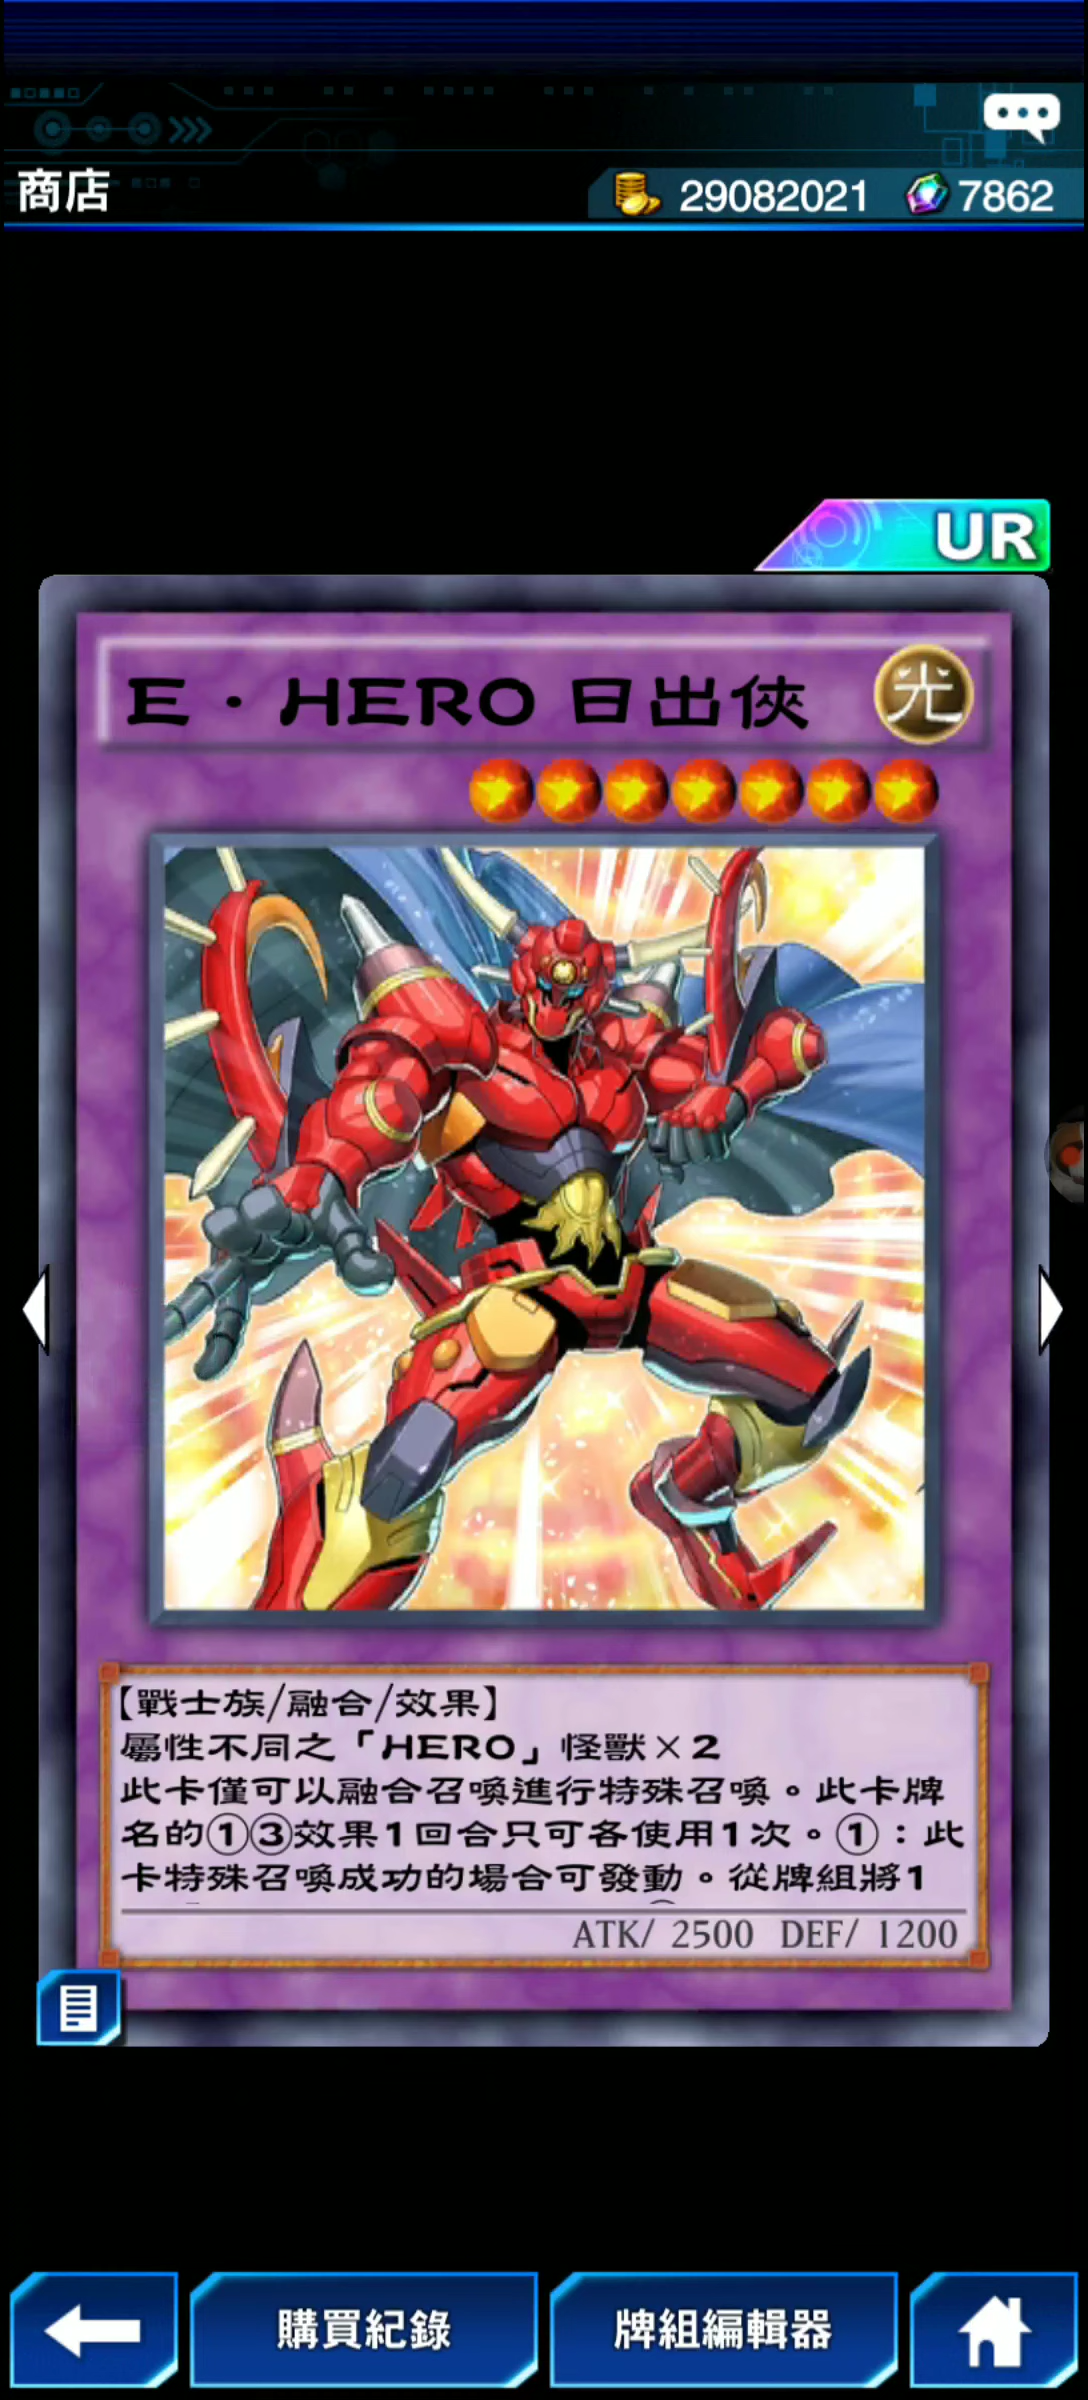 商店
29082021
7862
UR
E・HERO 日出俠
光
【戰士族/融合/效果】
屬性不同之「HERO」怪獸×2
此卡僅可以融合召喚進行特殊召喚。此卡牌
名的①③效果1回合只可各使用1次。①：此
卡特殊召喚成功的場合可發動。從牌組將1
ATK/ 2500 DEF/ 1200
購買紀錄
牌組編輯器